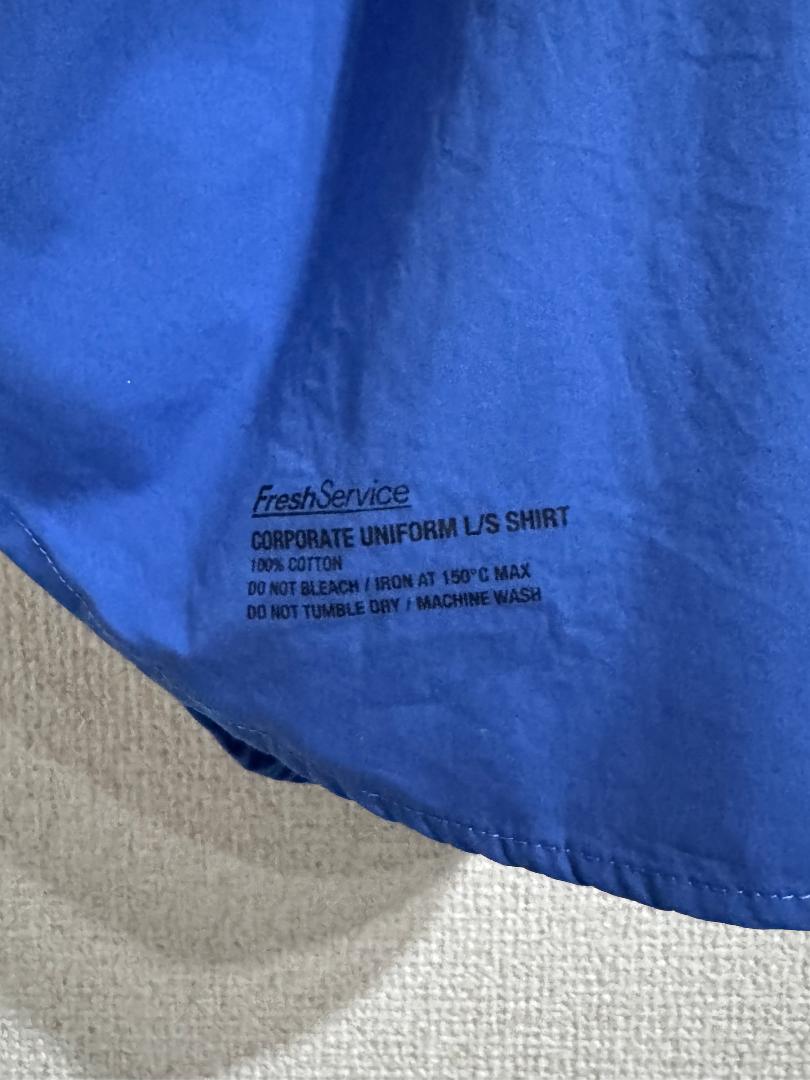 FreshService
CORPORATE UNIFORM L/S SHIRT
100% COTTON
DO NOT BLEACH / IRON AT 150°C MAX
DO NOT TUMBLE DRY / MACHINE WASH